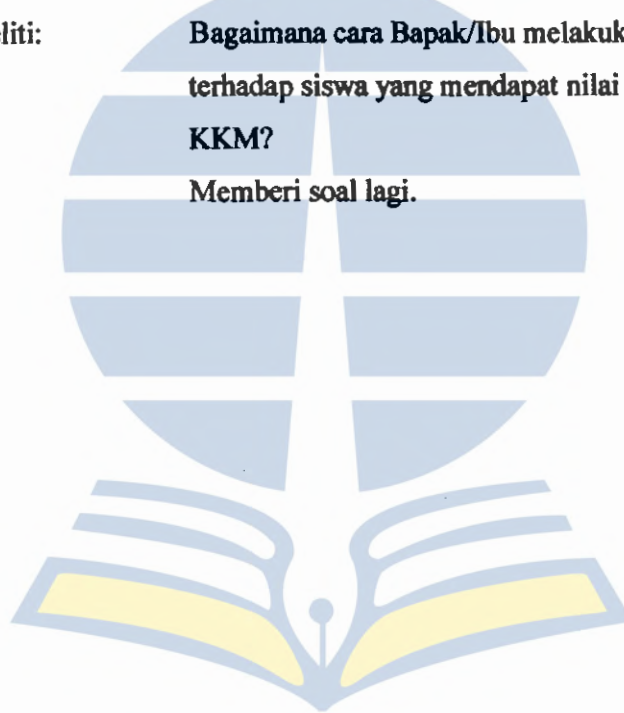 eliti: Bagaimana cara Bapak/Ibu melakuk
terhadap siswa yang mendapat nilai
KKM?
Memberi soal lagi.